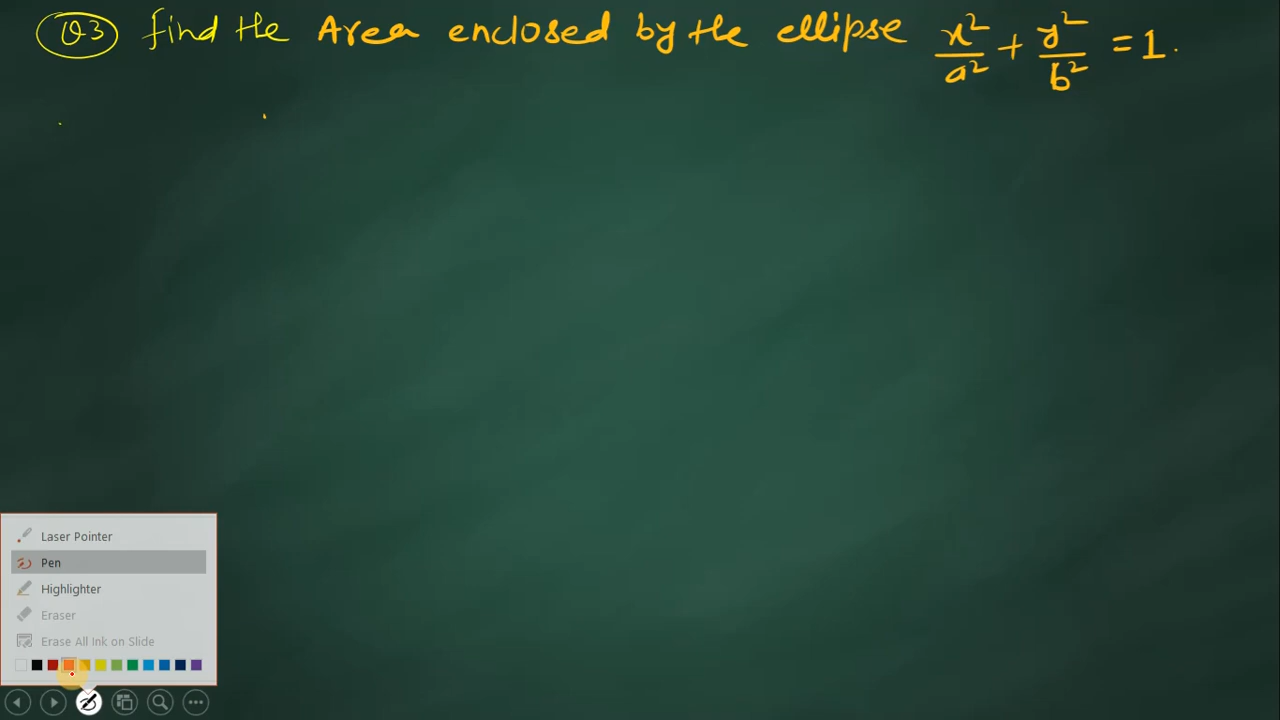 Q3 find the Area enclosed by the ellipse x²/a² + y²/b² = 1.
Laser Pointer
Pen
Highlighter
Eraser
Erase All Ink on Slide